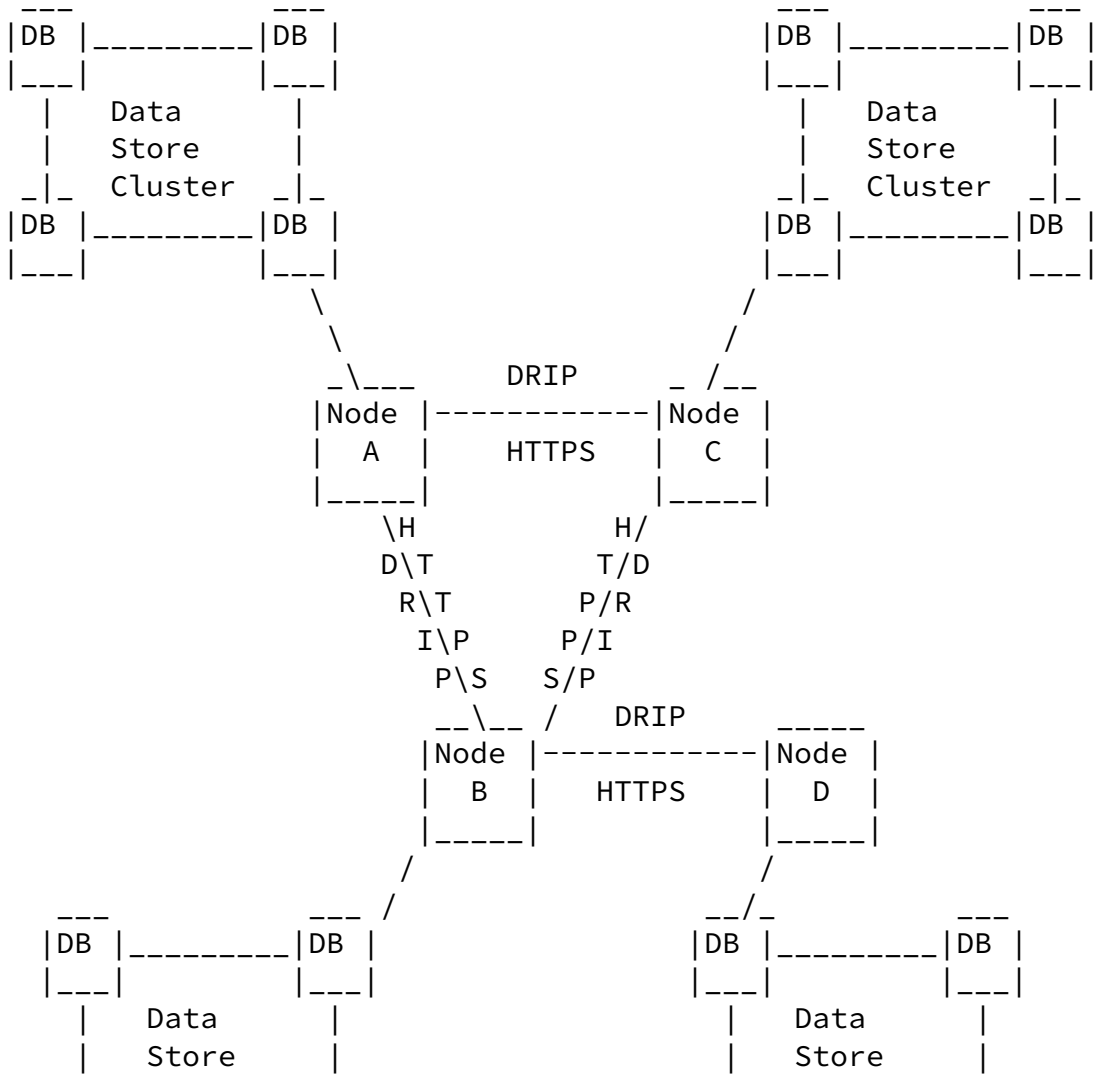 DB DB DB DB
Data Data
Store Store
Cluster Cluster
DB DB DB DB
DRIP
Node Node
A HTTPS C
H H
D T T D
R T P R
I P P I
P S S P
DRIP
Node Node
B HTTPS D
DB DB DB DB
Data Data
Store Store